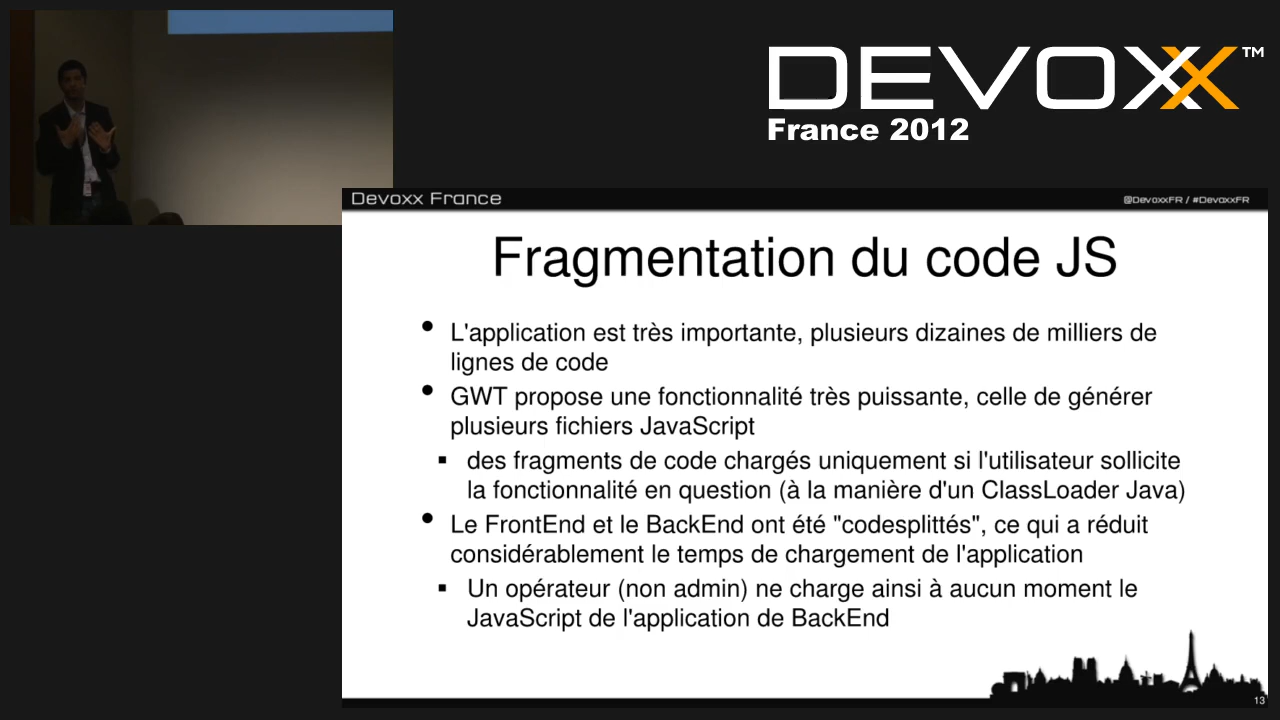 DEVOXX™
France 2012
Devoxx France
@DevoxxFR / #DevoxxFR
Fragmentation du code JS
• L'application est très importante, plusieurs dizaines de milliers de
lignes de code
• GWT propose une fonctionnalité très puissante, celle de générer
plusieurs fichiers JavaScript
▪ des fragments de code chargés uniquement si l'utilisateur sollicite
la fonctionnalité en question (à la manière d'un ClassLoader Java)
• Le FrontEnd et le BackEnd ont été "codesplittés", ce qui a réduit
considérablement le temps de chargement de l'application
▪ Un opérateur (non admin) ne charge ainsi à aucun moment le
JavaScript de l'application de BackEnd
13